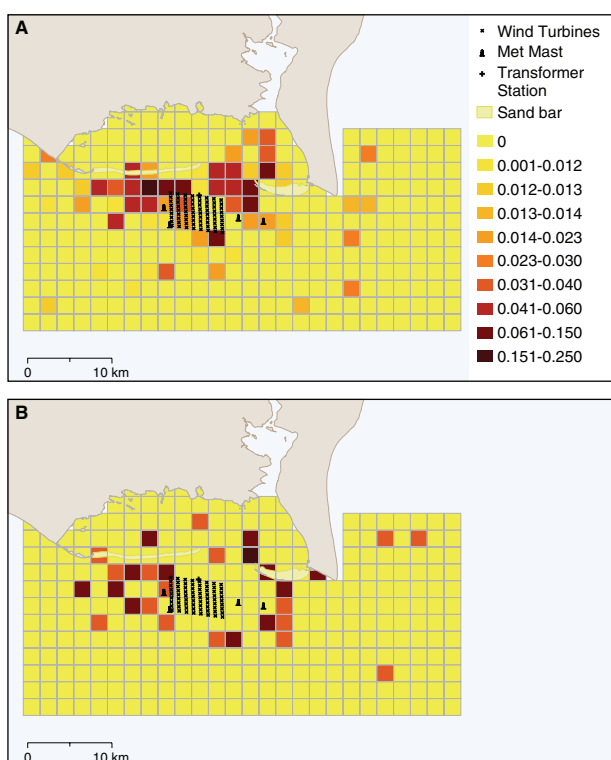 A
Wind Turbines
Met Mast
Transformer
Station
Sand bar
0
0.001-0.012
0.012-0.013
0.013-0.014
0.014-0.023
0.023-0.030
0.031-0.040
0.041-0.060
0.061-0.150
0.151-0.250
0 10 km
B
0 10 km